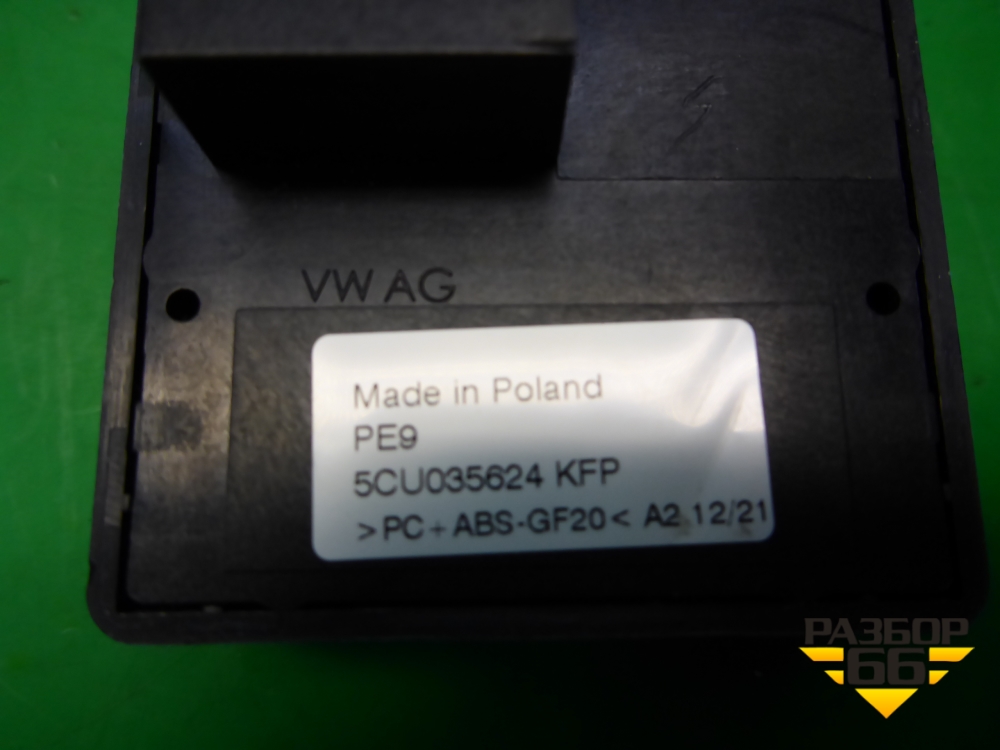 VW AG
Made in Poland
PE9
5CU035624 KFP
>PC+ABS-GF20< A2 12/21
РАЗБОР
66